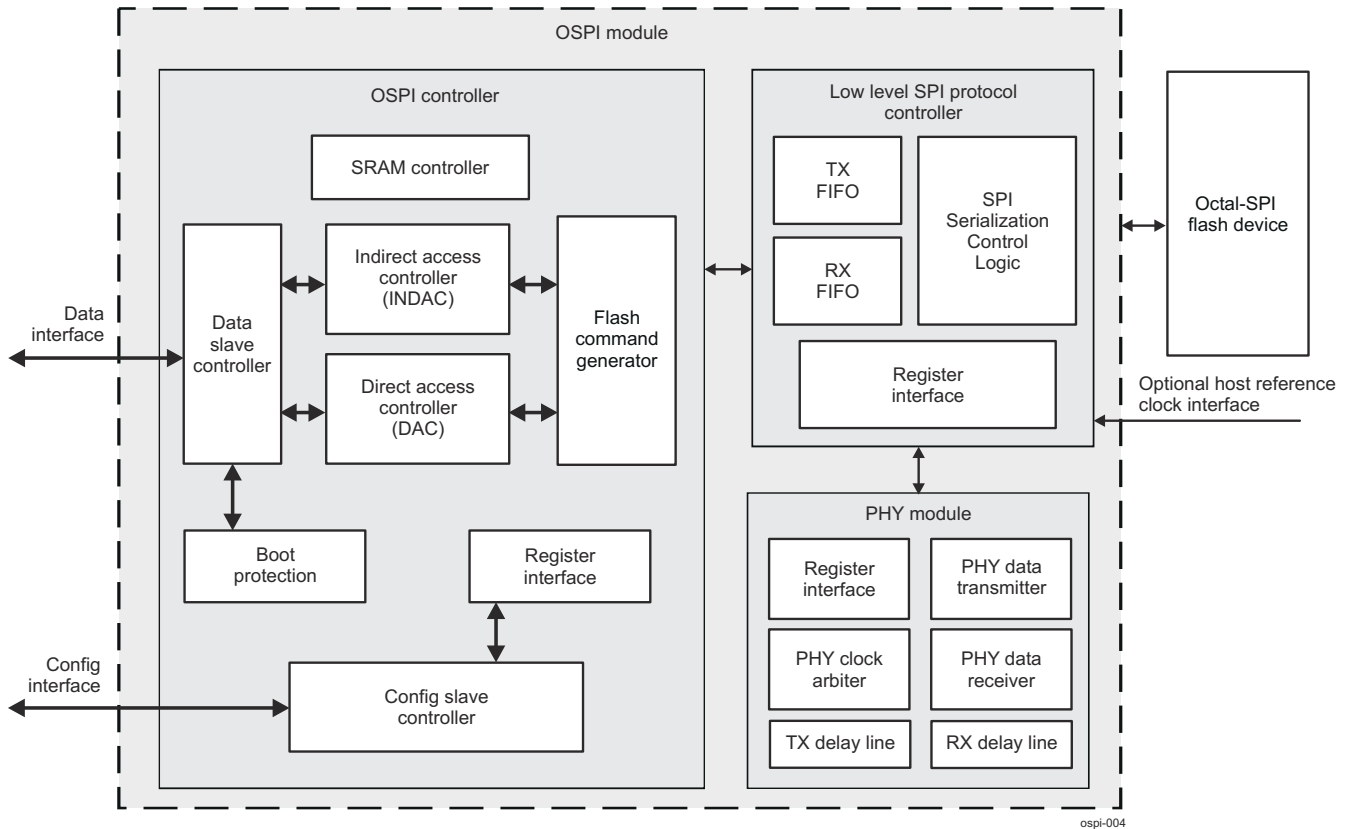 OSPI module
OSPI controller
SRAM controller
Data
slave
controller
Indirect access
controller
(INDAC)
Direct access
controller
(DAC)
Flash
command
generator
Boot
protection
Register
interface
Config slave
controller
Data
interface
Config
interface
Low level SPI protocol
controller
TX
FIFO
RX
FIFO
SPI
Serialization
Control
Logic
Register
interface
PHY module
Register
interface
PHY data
transmitter
PHY clock
arbiter
PHY data
receiver
TX delay line
RX delay line
Octal-SPI
flash device
Optional host reference
clock interface
ospi-004